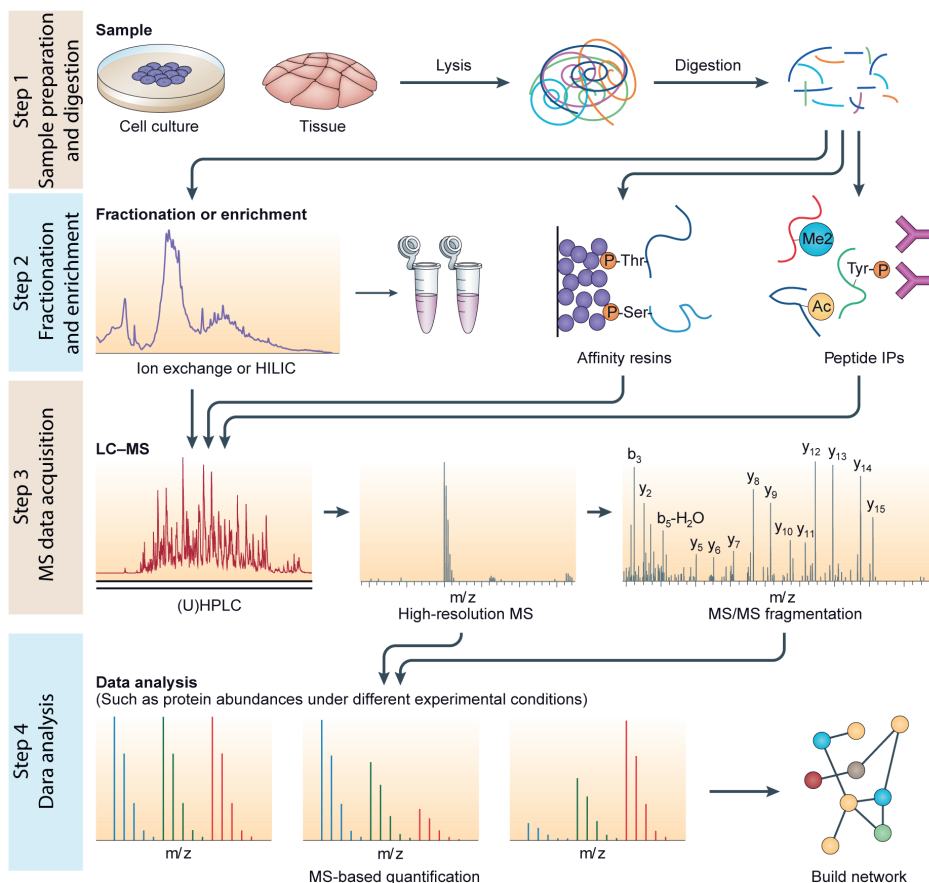 Step 1
Sample preparation
and digestion
Sample
Cell culture
Tissue
Lysis
Digestion
Step 2
Fractionation
and enrichment
Fractionation or enrichment
Ion exchange or HILIC
P-Thr-
P-Ser-
Affinity resins
Me2
Tyr-P
Ac
Peptide IPs
Step 3
MS data acquisition
LC–MS
(U)HPLC
m/z
High-resolution MS
b3
y2
b5-H2O
y5
y6
y7
y8
y9
y10
y11
y12
y13
y14
y15
m/z
MS/MS fragmentation
Step 4
Dara analysis
Data analysis
(Such as protein abundances under different experimental conditions)
m/z
m/z
m/z
MS-based quantification
Build network